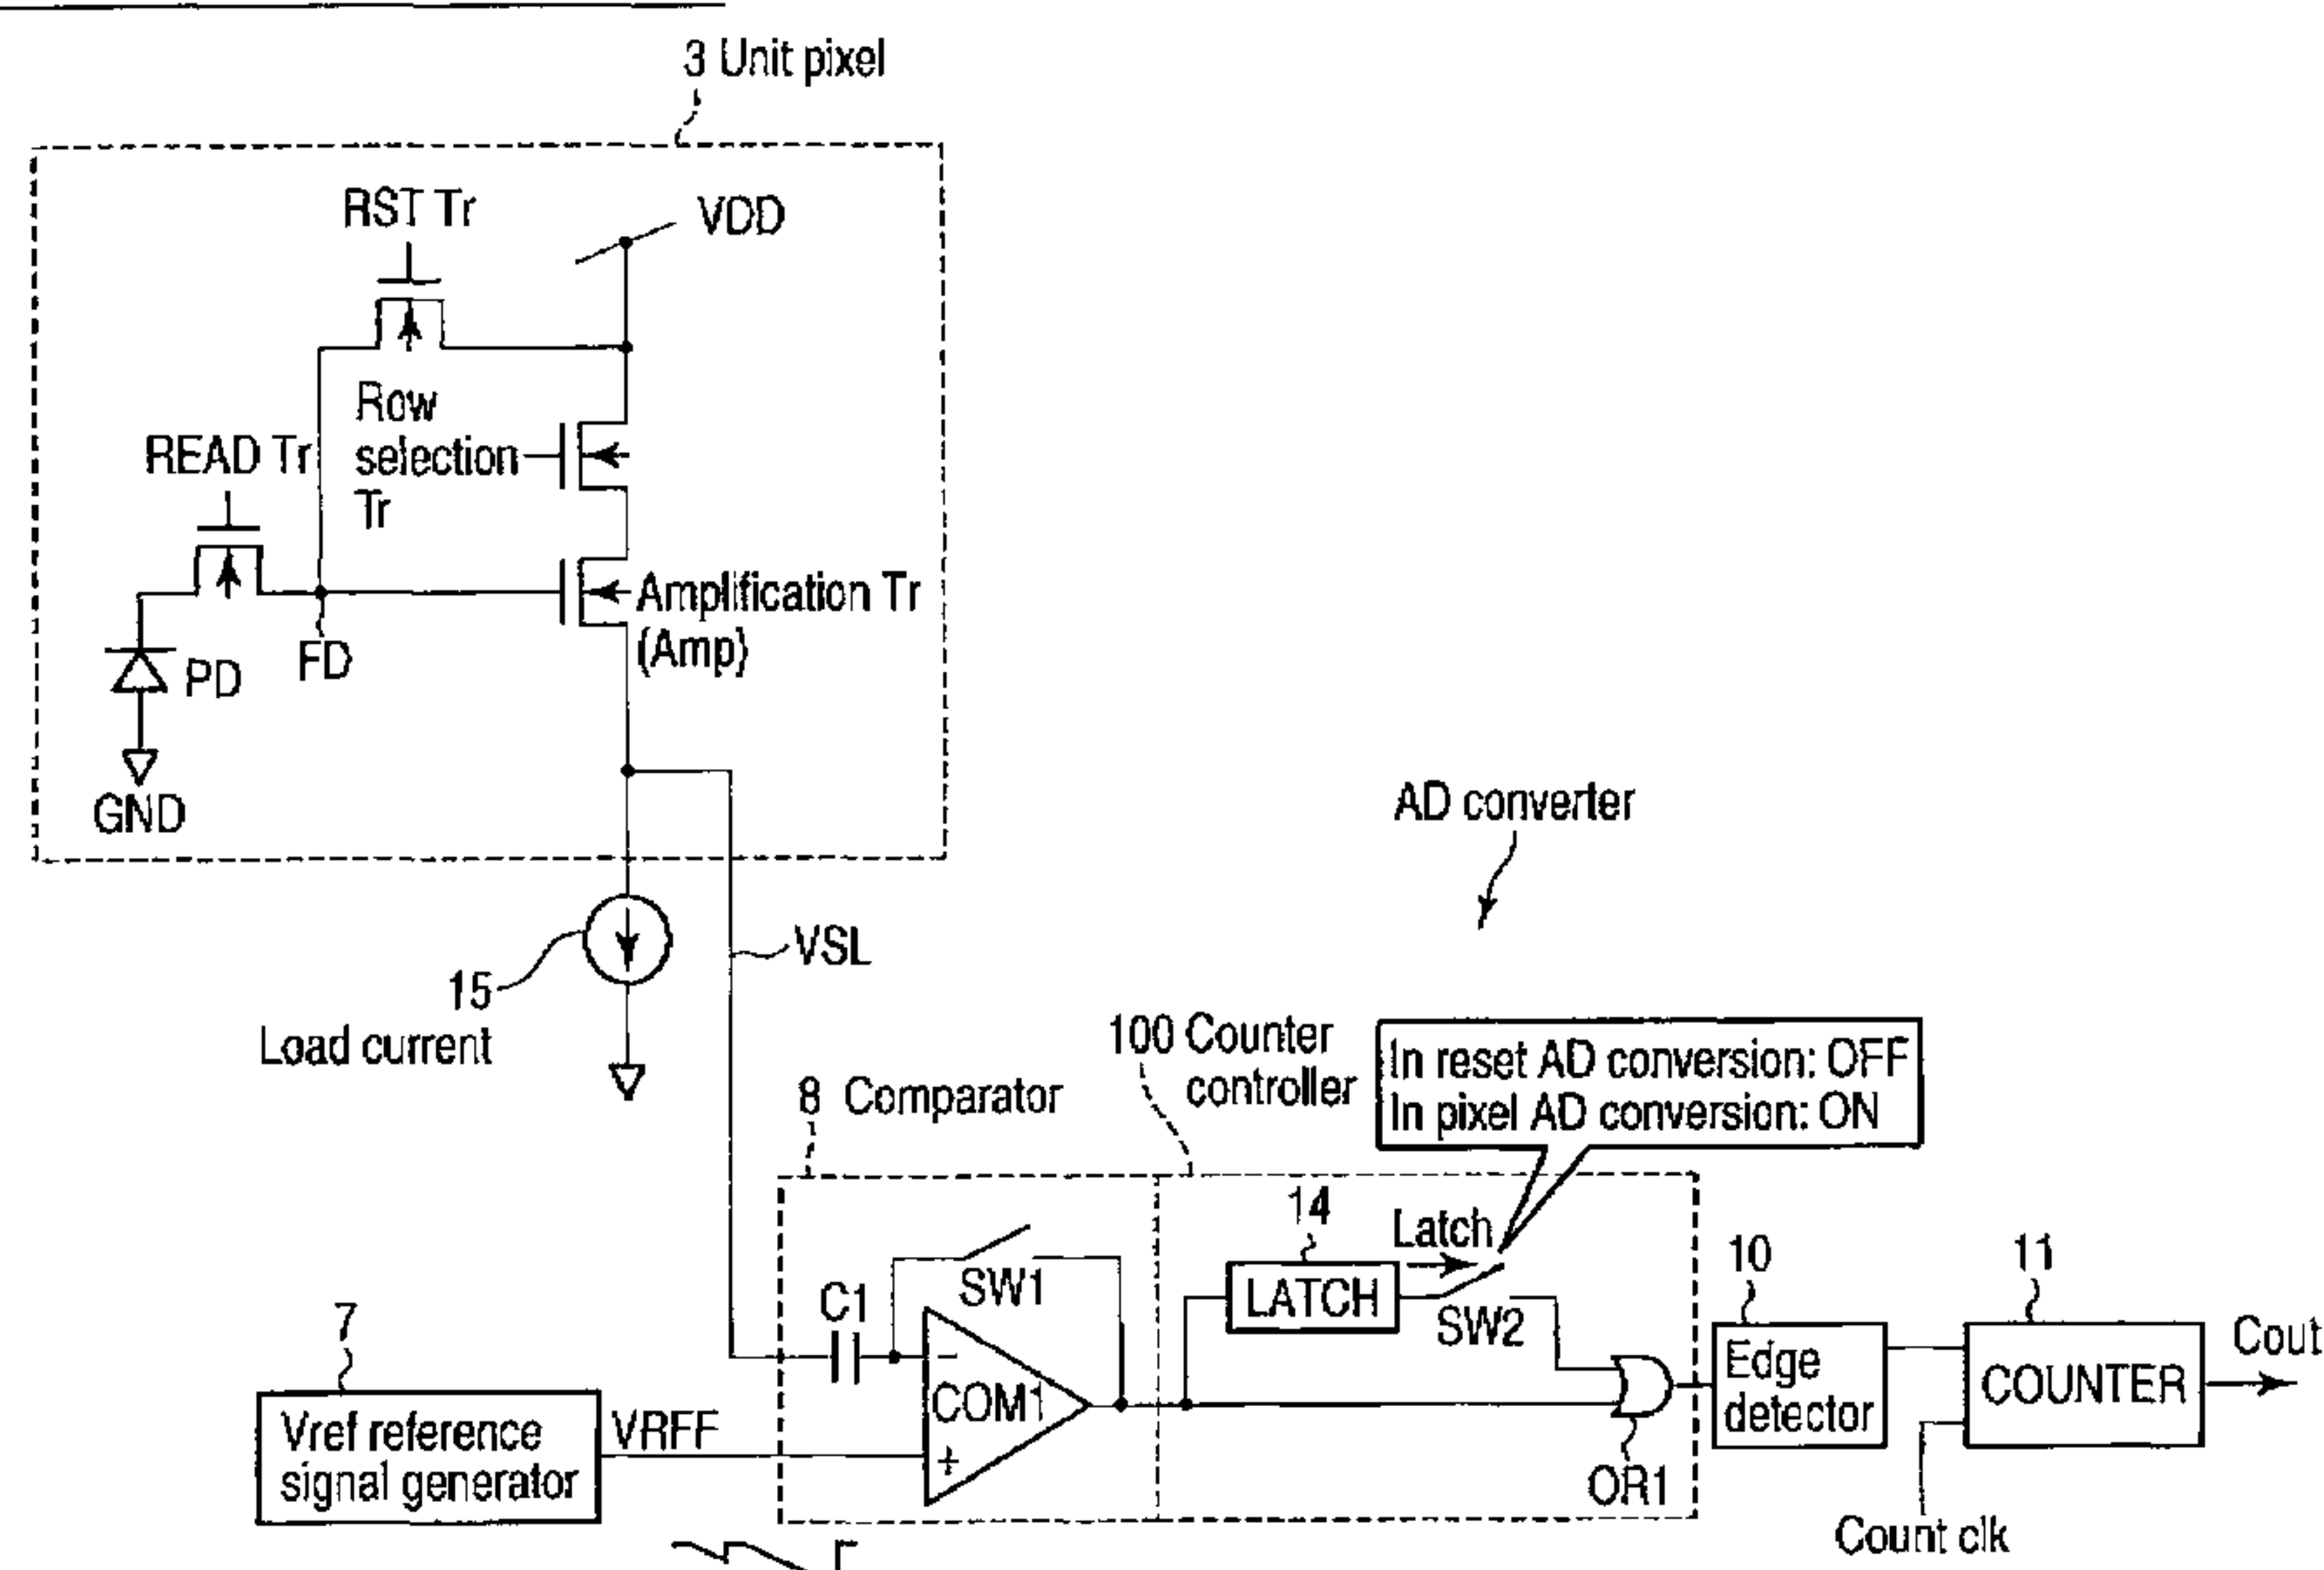 3 Unit pixel
RST Tr
VDD
Row
selection
Tr
READ Tr
Amplification Tr
(Amp)
FD
PD
GND
AD converter
VSL
15
Load current
100 Counter
controller
In reset AD conversion: OFF
In pixel AD conversion: ON
8 Comparator
14
Latch
LATCH
SW1
SW2
C1
COM1
-
+
10
Edge
detector
11
COUNTER
Cout
7
Vref reference
signal generator
VRFF
OR1
Count clk